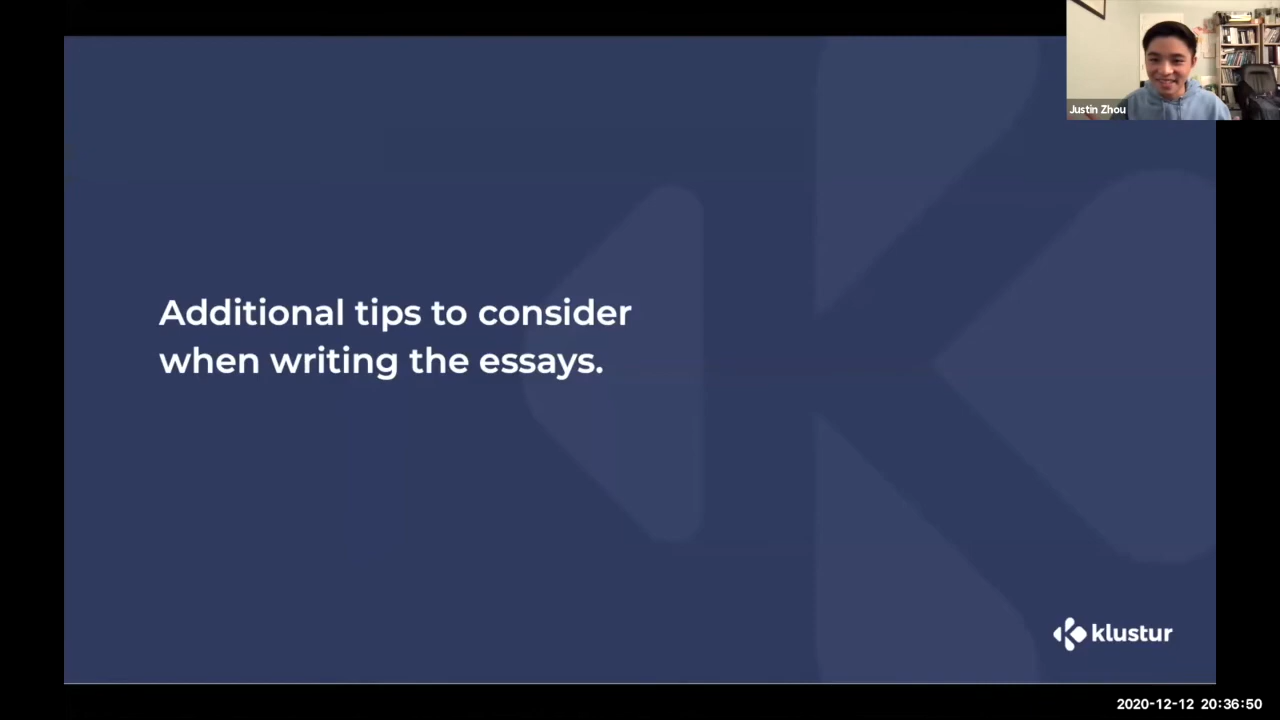 Justin Zhou
Additional tips to consider
when writing the essays.
klustur
2020-12-12 20:36:50